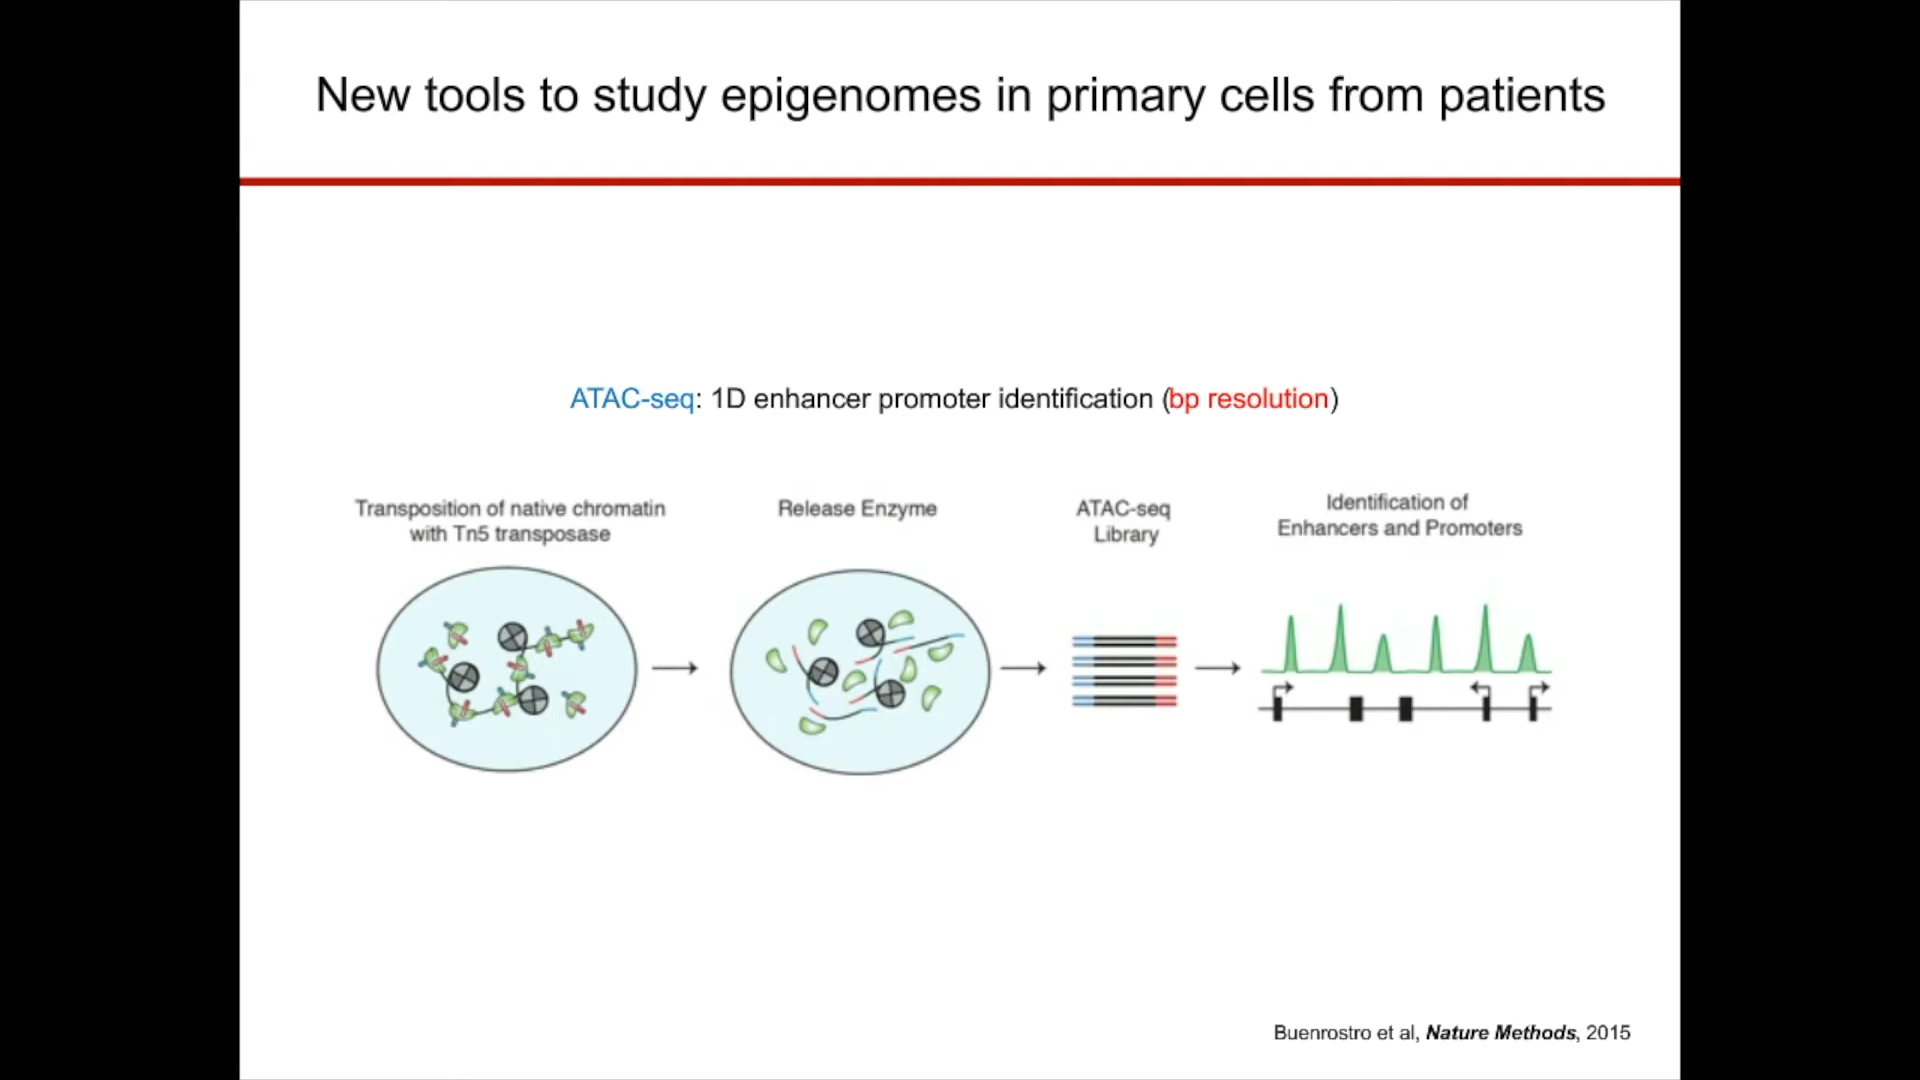 New tools to study epigenomes in primary cells from patients
ATAC-seq: 1D enhancer promoter identification (bp resolution)
Transposition of native chromatin
with Tn5 transposase
Release Enzyme
ATAC-seq
Library
Identification of
Enhancers and Promoters
Buenrostro et al, Nature Methods, 2015